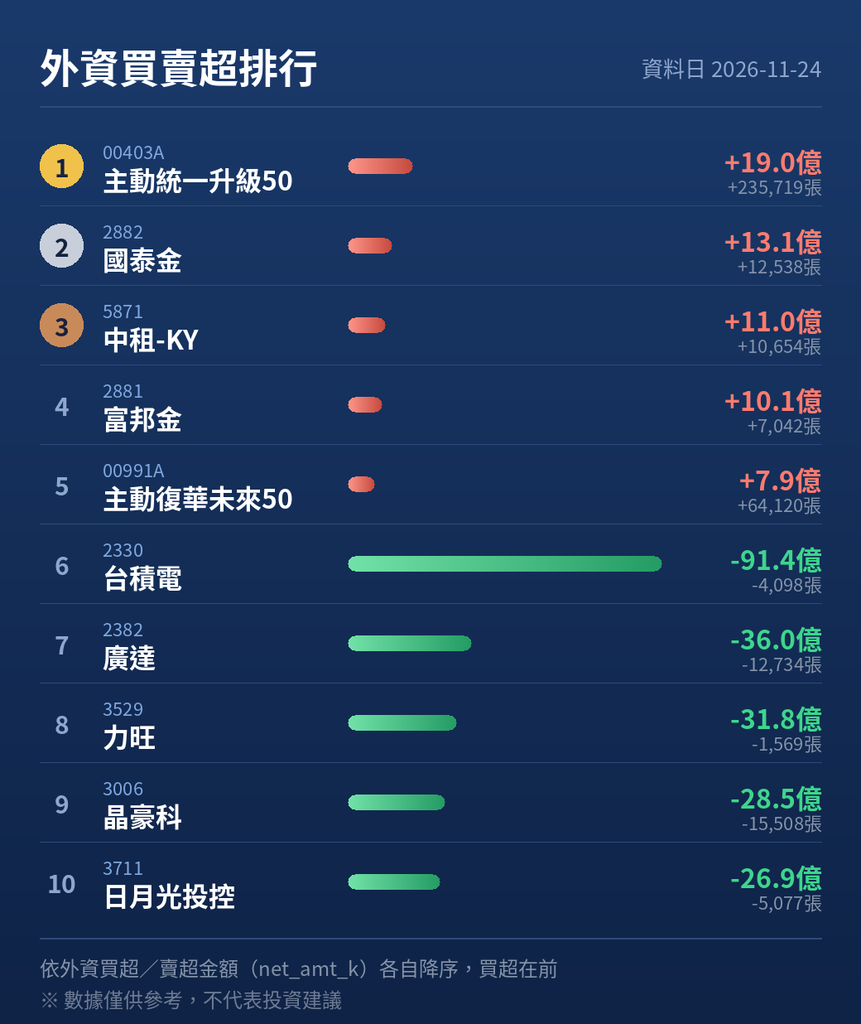 外資買賣超排行
資料日 2026-11-24
1
00403A
主動統一升級50
+19.0億
+235,719張
2
2882
國泰金
+13.1億
+12,538張
3
5871
中租-KY
+11.0億
+10,654張
4
2881
富邦金
+10.1億
+7,042張
5
00991A
主動復華未來50
+7.9億
+64,120張
6
2330
台積電
-91.4億
-4,098張
7
2382
廣達
-36.0億
-12,734張
8
3529
力旺
-31.8億
-1,569張
9
3006
晶豪科
-28.5億
-15,508張
10
3711
日月光投控
-26.9億
-5,077張
依外資買超／賣超金額（net_amt_k）各自降序，買超在前
※ 數據僅供參考，不代表投資建議